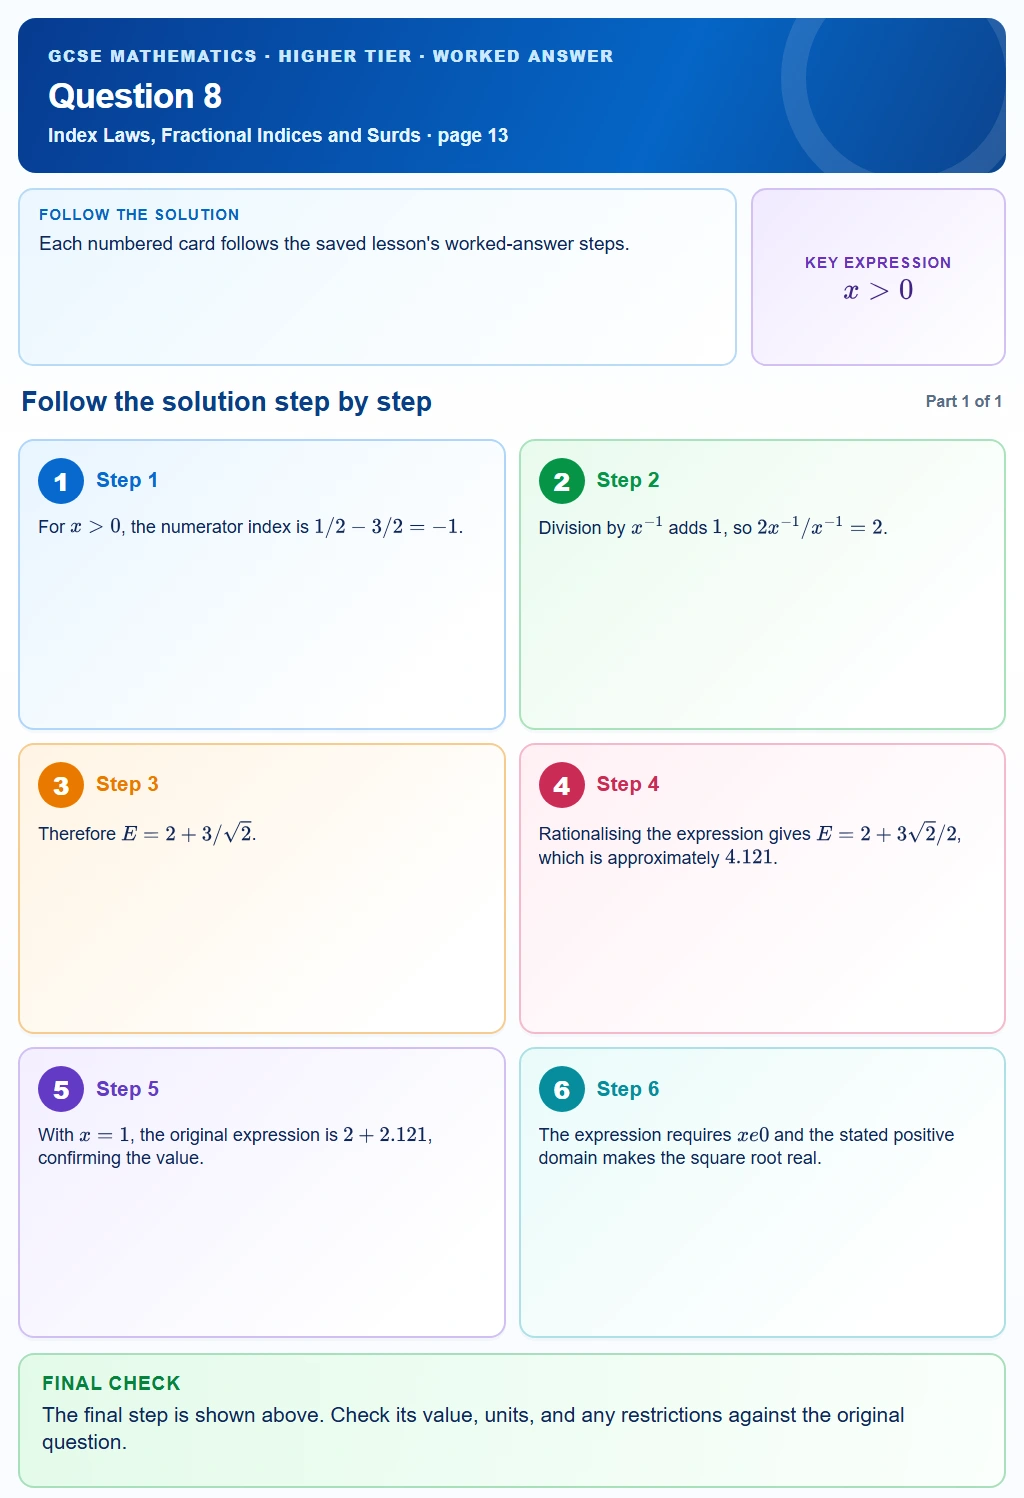 GCSE MATHEMATICS · HIGHER TIER · WORKED ANSWER
Question 8
Index Laws, Fractional Indices and Surds · page 13
FOLLOW THE SOLUTION
Each numbered card follows the saved lesson's worked-answer steps.
KEY EXPRESSION
x > 0
Follow the solution step by step
Part 1 of 1
1 Step 1
For x > 0, the numerator index is 1/2 − 3/2 = −1.
2 Step 2
Division by x⁻¹ adds 1, so 2x⁻¹/x⁻¹ = 2.
3 Step 3
Therefore E = 2 + 3/√2.
4 Step 4
Rationalising the expression gives E = 2 + 3√2/2,
which is approximately 4.121.
5 Step 5
With x = 1, the original expression is 2 + 2.121,
confirming the value.
6 Step 6
The expression requires xe0 and the stated positive
domain makes the square root real.
FINAL CHECK
The final step is shown above. Check its value, units, and any restrictions against the original
question.